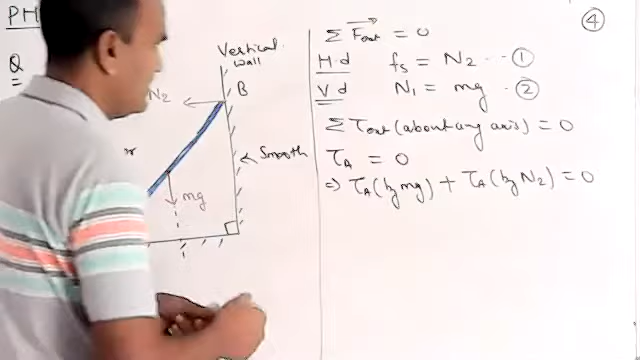 PH
Q
Vertical wall
N2
B
Smooth
mg
④
Σ F⃗ext = 0
H.d fs = N2 -- ①
V d N1 = mg - ②
Στext (about any axis) = 0
τA = 0
⇒ τA (by mg) + τA (by N2) = 0